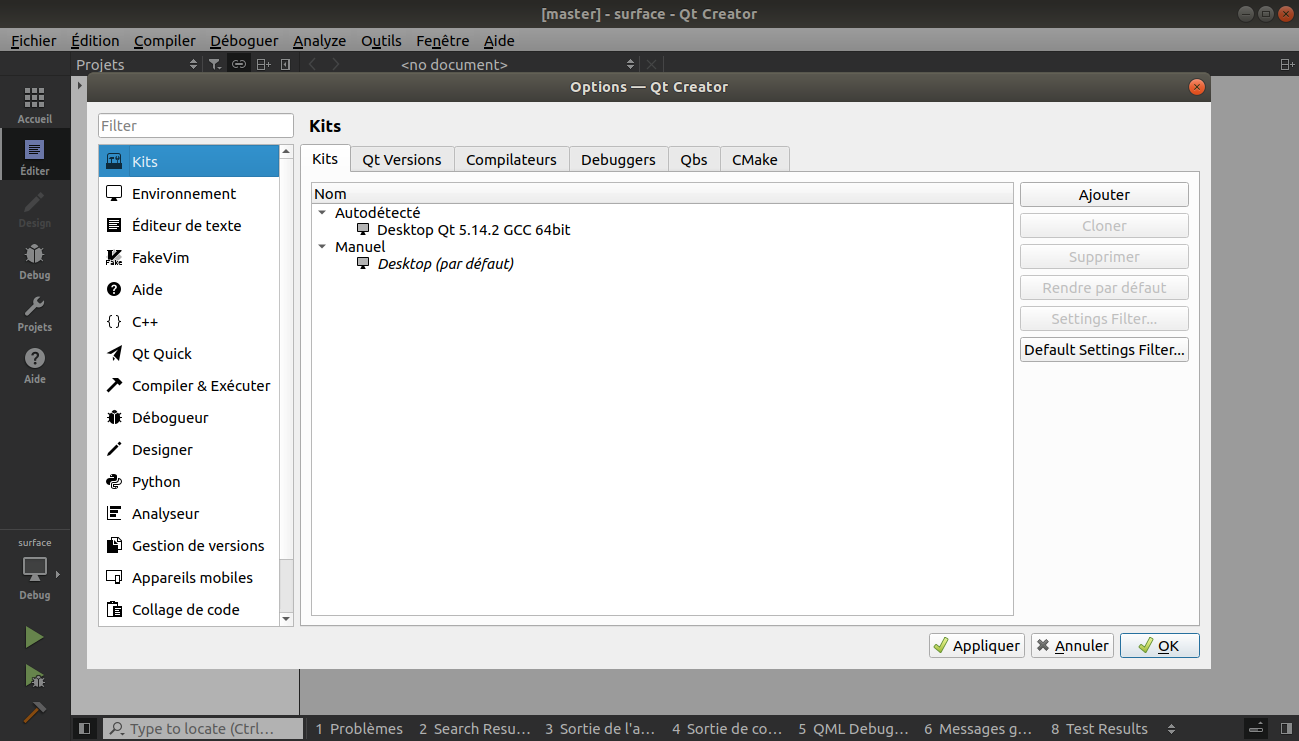 [master] - surface - Qt Creator
Fichier Édition Compiler Déboguer Analyze Outils Fenêtre Aide
Projets <no document>
Options — Qt Creator
Accueil
Éditer
Design
Debug
Projets
Aide
surface
Debug
Filter
Kits
Environnement
Éditeur de texte
FakeVim
Aide
C++
Qt Quick
Compiler & Exécuter
Débogueur
Designer
Python
Analyseur
Gestion de versions
Appareils mobiles
Collage de code
Kits
Kits Qt Versions Compilateurs Debuggers Qbs CMake
Nom
Autodétecté
Desktop Qt 5.14.2 GCC 64bit
Manuel
Desktop (par défaut)
Ajouter
Cloner
Supprimer
Rendre par défaut
Settings Filter...
Default Settings Filter...
Appliquer Annuler OK
Type to locate (Ctrl... 1 Problèmes 2 Search Resu... 3 Sortie de l'a... 4 Sortie de co... 5 QML Debug... 6 Messages g... 8 Test Results